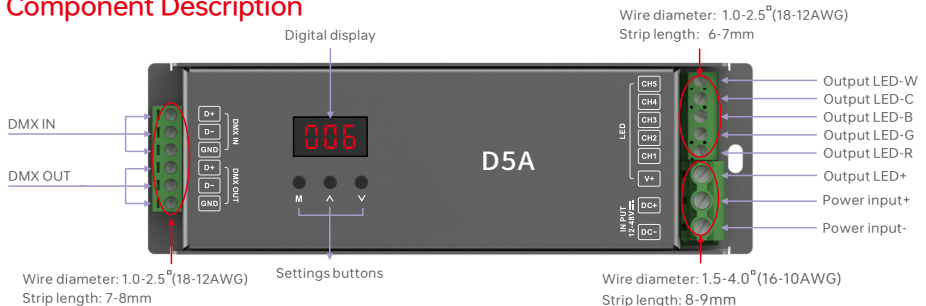 Component Description
Wire diameter: 1.0-2.5¤(18-12AWG)
Strip length: 6-7mm
Digital display
DMX IN
DMX OUT
D+
D-
GND
DMX IN
D+
D-
GND
DMX OUT
006
M
D5A
LED
CH5
CH4
CH3
CH2
CH1
V+
INPUT
12-48V
DC+
DC-
Output LED-W
Output LED-C
Output LED-B
Output LED-G
Output LED-R
Output LED+
Power input+
Power input-
Settings buttons
Wire diameter: 1.0-2.5¤(18-12AWG)
Strip length: 7-8mm
Wire diameter: 1.5-4.0¤(16-10AWG)
Strip length: 8-9mm